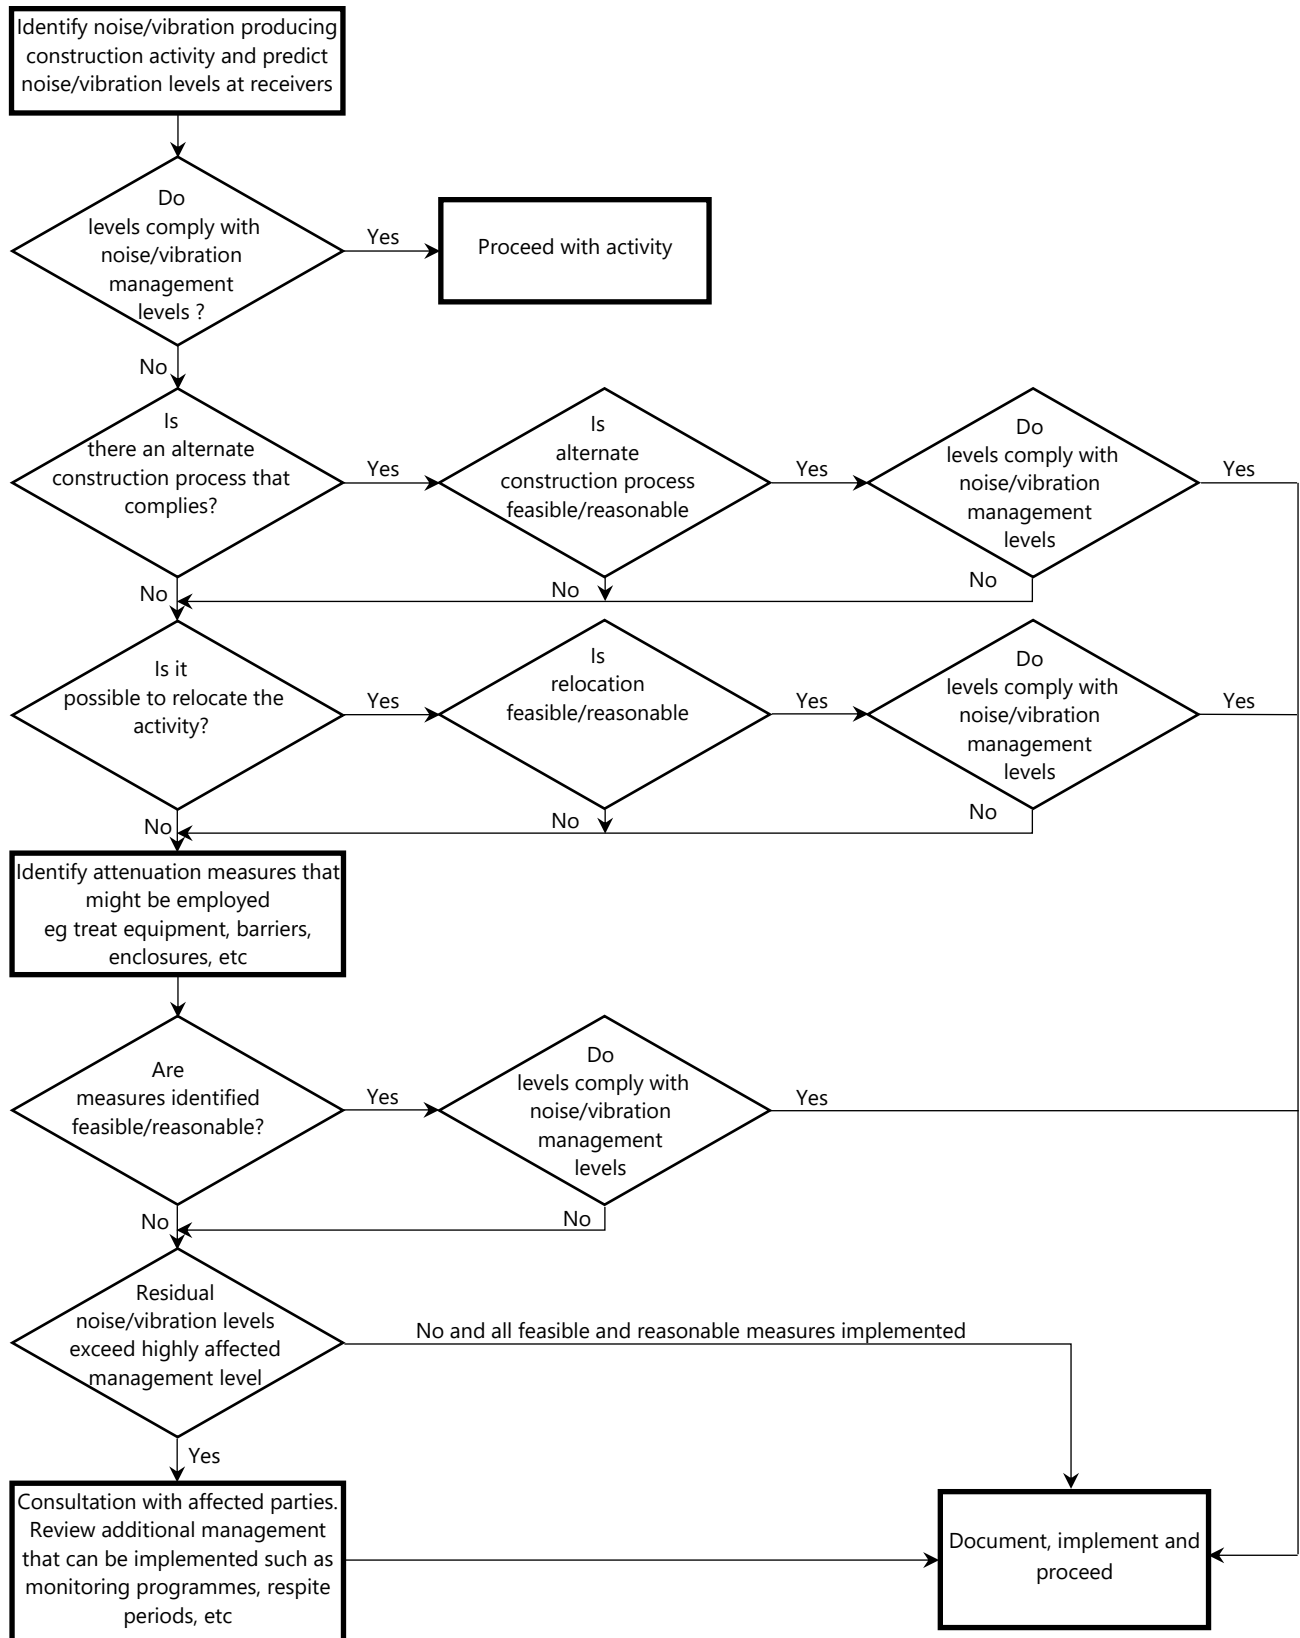 Identify noise/vibration producing
construction activity and predict
noise/vibration levels at receivers
Do
levels comply with
noise/vibration
management
levels ?
Yes
Proceed with activity
No
Is
there an alternate
construction process that
complies?
Yes
Is
alternate
construction process
feasible/reasonable
Yes
Do
levels comply with
noise/vibration
management
levels
Yes
No
No
No
Is it
possible to relocate the
activity?
Yes
Is
relocation
feasible/reasonable
Yes
Do
levels comply with
noise/vibration
management
levels
Yes
No
No
No
Identify attenuation measures that
might be employed
eg treat equipment, barriers,
enclosures, etc
Are
measures identified
feasible/reasonable?
Yes
Do
levels comply with
noise/vibration
management
levels
Yes
No
No
Residual
noise/vibration levels
exceed highly affected
management level
No and all feasible and reasonable measures implemented
Yes
Consultation with affected parties.
Review additional management
that can be implemented such as
monitoring programmes, respite
periods, etc
Document, implement and
proceed